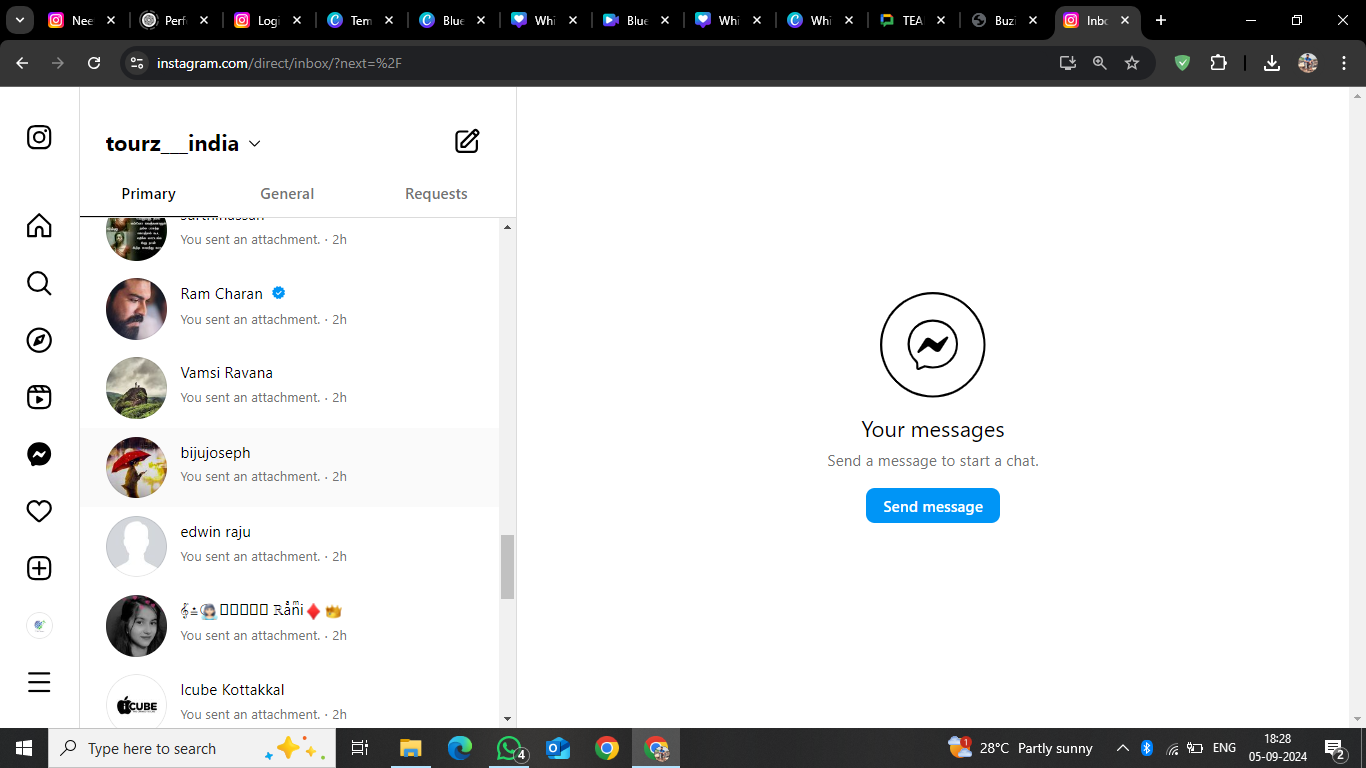 Nee
Perf
Logi
Tem
Blue
Whi
Blue
Whi
Whi
TEA
Buzi
Inbo
instagram.com/direct/inbox/?next=%2F
tourz___india
Primary General Requests
You sent an attachment. · 2h
Ram Charan
You sent an attachment. · 2h
Vamsi Ravana
You sent an attachment. · 2h
bijujoseph
You sent an attachment. · 2h
edwin raju
You sent an attachment. · 2h
You sent an attachment. · 2h
iCUBE
Icube Kottakkal
You sent an attachment. · 2h
Your messages
Send a message to start a chat.
Send message
Type here to search
4
1
28°C Partly sunny
ENG
18:28
05-09-2024
2